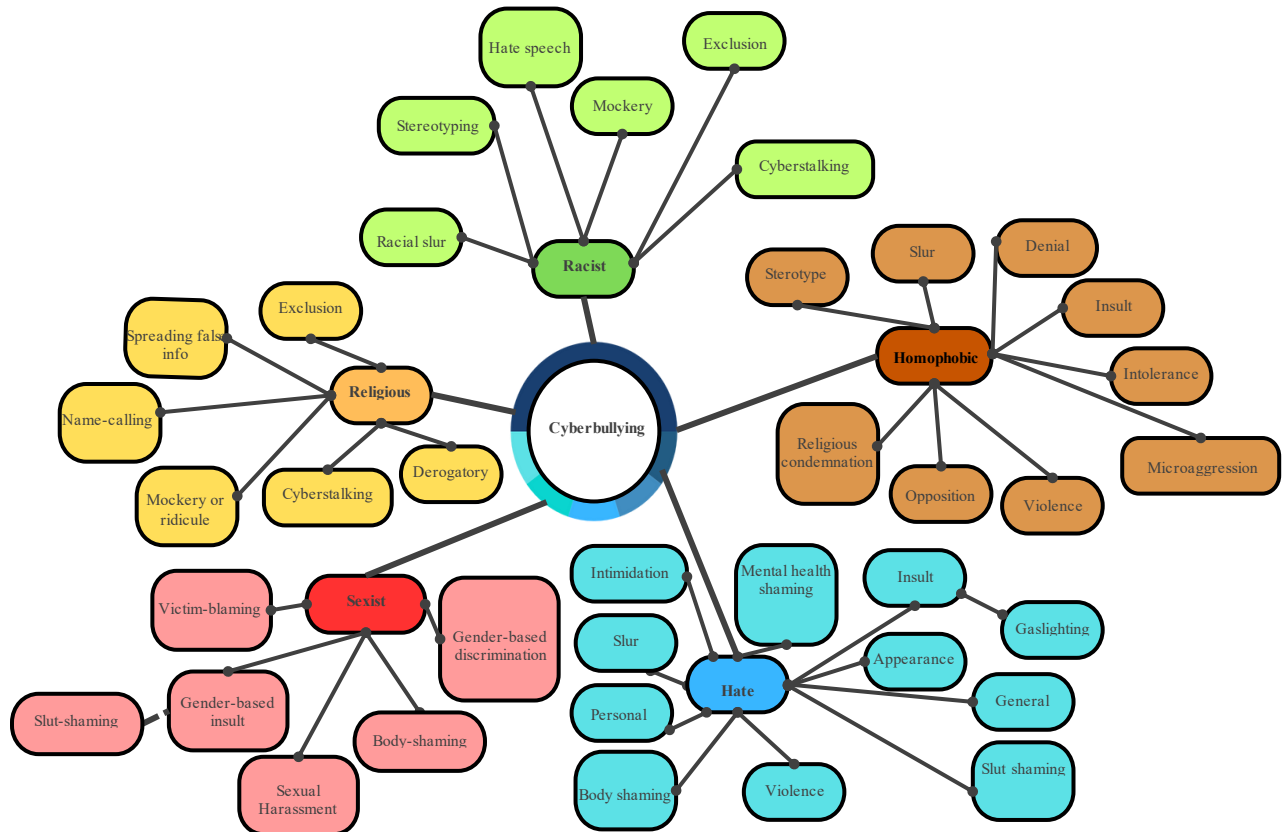 Exclusion
Hate speech
Mockery
Stereotyping
Cyberstalking
Racial slur
Racist
Slur
Denial
Sterotype
Insult
Homophobic
Intolerance
Religious
condemnation
Microaggression
Opposition
Violence
Exclusion
Spreading fals
info
Religious
Name-calling
Derogatory
Cyberstalking
Mockery or
ridicule
Cyberbullying
Victim-blaming
Sexist
Gender-based
discrimination
Slut-shaming
Gender-based
insult
Body-shaming
Sexual
Harassment
Intimidation
Mental health
shaming
Insult
Gaslighting
Slur
Appearance
Hate
General
Personal
Slut shaming
Body shaming
Violence